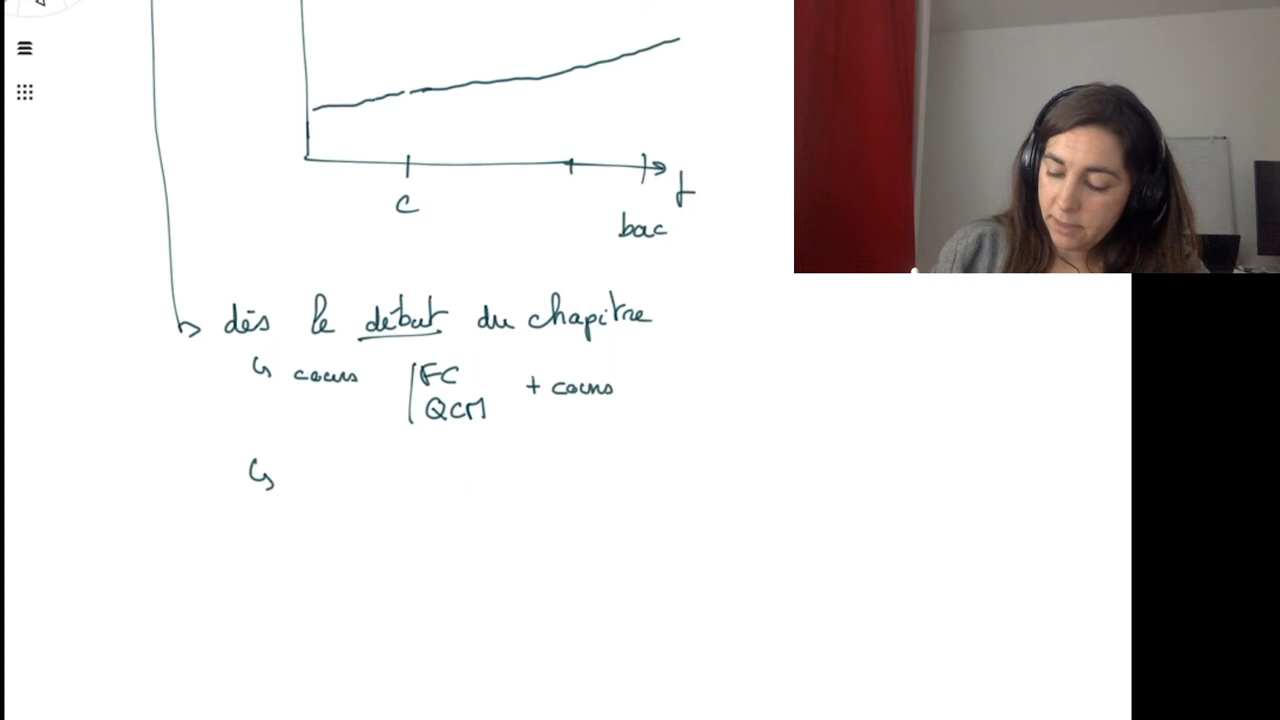 c
t
bac
dès le début du chapitre
↳ cours | FC + cours
QCM
↳